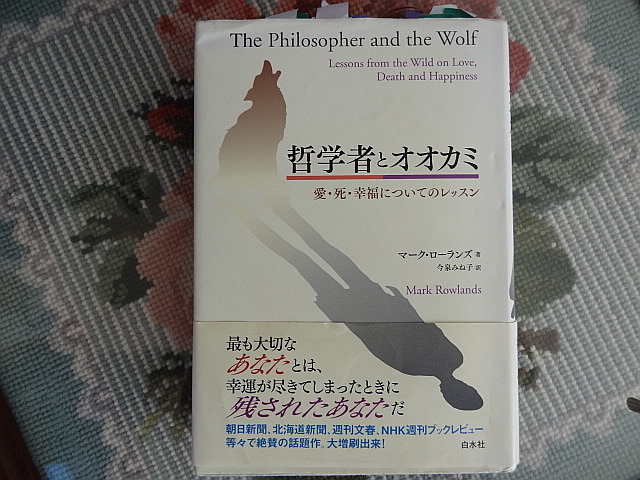 The Philosopher and the Wolf
Lessons from the Wild on Love,
Death and Happiness
哲学者とオオカミ
愛・死・幸福についてのレッスン
マーク・ローランズ 著
今泉みね子 訳
Mark Rowlands
最も大切な
あなたとは、
幸運が尽きてしまったときに
残されたあなただ
朝日新聞、北海道新聞、週刊文春、NHK週刊ブックレビュー
等々で絶賛の話題作。大増刷出来!
白水社